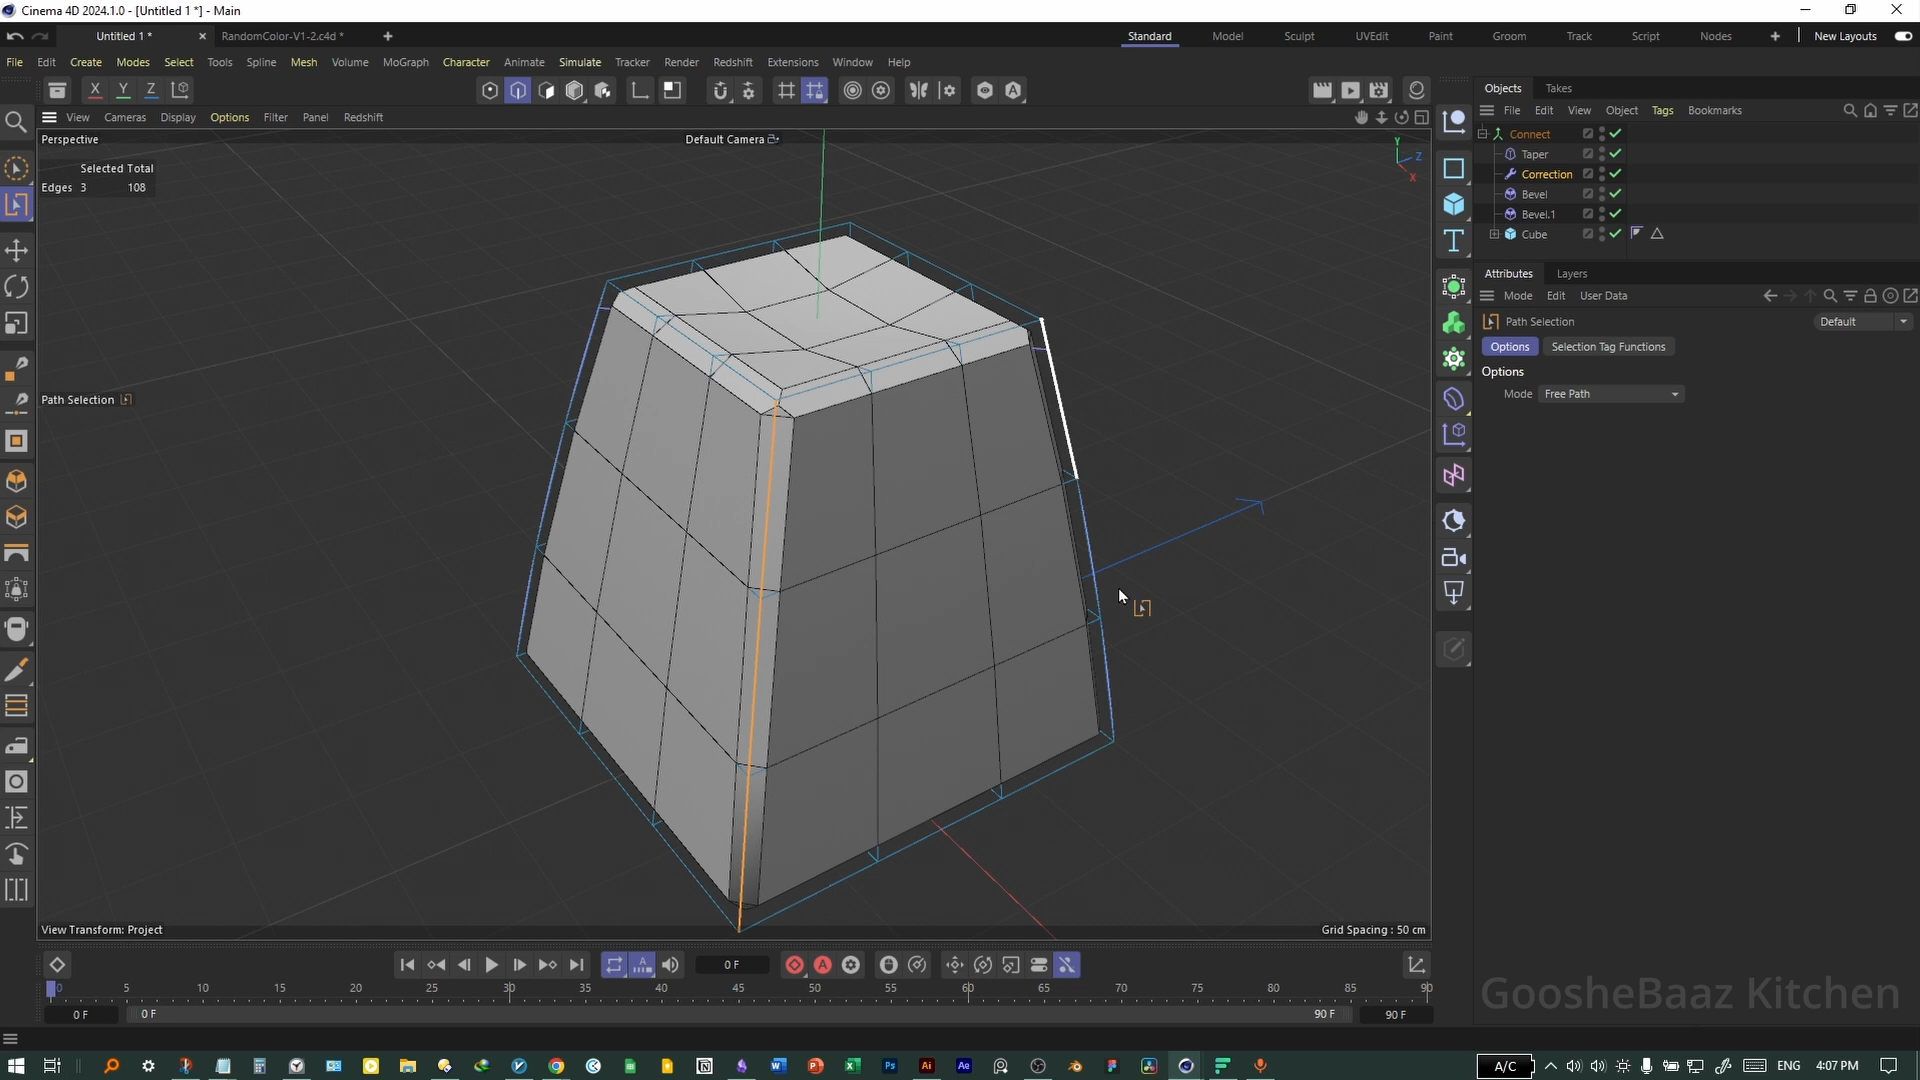 Cinema 4D 2024.1.0 - [Untitled 1 *] - Main
Untitled 1 *
RandomColor-V1-2.c4d *
Standard
Model
Sculpt
UVEdit
Paint
Groom
Track
Script
Nodes
New Layouts
File Edit Create Modes Select Tools Spline Mesh Volume MoGraph Character Animate Simulate Tracker Render Redshift Extensions Window Help
X Y Z
View Cameras Display Options Filter Panel Redshift
Perspective
Default Camera
Selected Total
Edges 3 108
Y
Z
X
Path Selection
View Transform: Project
Grid Spacing : 50 cm
Objects Takes
File Edit View Object Tags Bookmarks
Connect
Taper
Correction
Bevel
Bevel.1
Cube
Attributes Layers
Mode Edit User Data
Path Selection
Default
Options
Selection Tag Functions
Options
Mode Free Path
0 F
0 5 10 15 20 25 30 35 40 45 50 55 60 65 70 75 80 85 90
0 F
0 F
90 F
90 F
GoosheBaaz Kitchen
A/C
ENG
4:07 PM